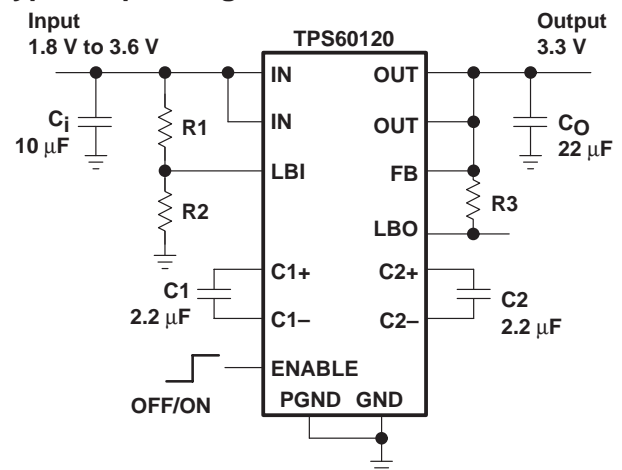 Input
1.8 V to 3.6 V
TPS60120
Output
3.3 V
IN
OUT
Ci
10 μF
R1
IN
OUT
CO
22 μF
LBI
FB
R2
R3
LBO
C1
2.2 μF
C1+
C2+
C2
2.2 μF
C1–
C2–
ENABLE
OFF/ON
PGND GND